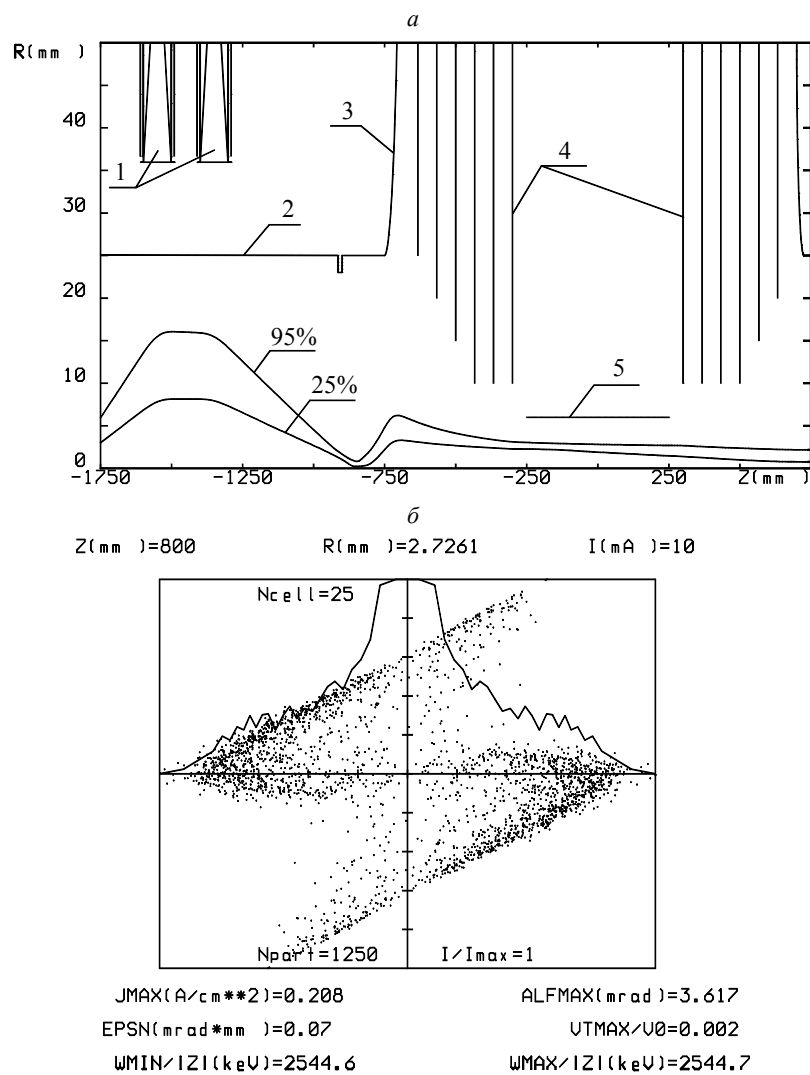 а
R(mm )
40
30
20
10
0
1
2
3
4
5
95%
25%
-1750 -1250 -750 -250 250 Z(mm )
б
Z(mm )=800 R(mm )=2.7261 I(mA )=10
Ncell=25
Npart=1250 I/Imax=1
JMAX(A/cm**2)=0.208 ALFMAX(mrad)=3.617
EPSN(mrad*mm )=0.07 VTMAX/V0=0.002
WMIN/|Z|(keV)=2544.6 WMAX/|Z|(keV)=2544.7